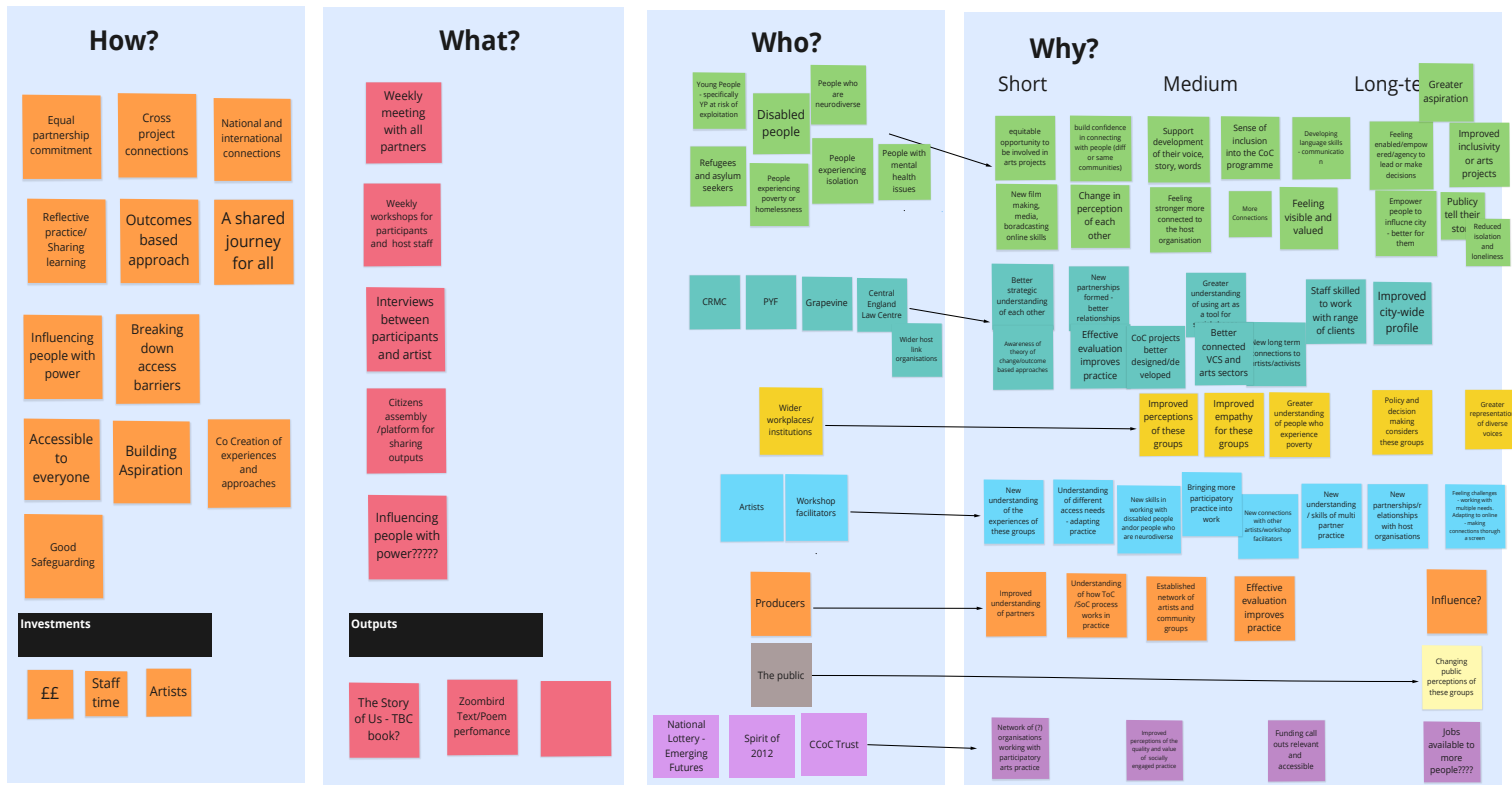 How?
Equal
partnership
commitment
Cross
project
connections
National and
international
connections
Reflective
practice/
Sharing
learning
Outcomes
based
approach
A shared
journey
for all
Influencing
people with
power
Breaking
down
access
barriers
Accessible
to
everyone
Building
Aspiration
Co Creation of
experiences
and
approaches
Good
Safeguarding
Investments
££
Staff
time
Artists
What?
Weekly
meeting
with all
partners
Weekly
workshops for
participants
and host staff
Interviews
between
participants
and artist
Citizens
assembly
/platform for
sharing
outputs
Influencing
people with
power?????
Outputs
The Story
of Us - TBC
book?
Zoombird
Text/Poem
perfomance
Who?
Young People
- specifically
YP at risk of
exploitation
Disabled
people
People who
are
neurodiverse
Refugees
and asylum
seekers
People
experiencing
poverty or
homelessness
People
experiencing
isolation
People with
mental
health
issues
CRMC
PYF
Grapevine
Central
England
Law Centre
Wider host
link
organisations
Wider
workplaces/
institutions
Artists
Workshop
facilitators
Producers
The public
National
Lottery -
Emerging
Futures
Spirit of
2012
CCoC Trust
Why?
Short
Medium
Long-te
Greater
aspiration
equitable
opportunity to
be involved in
arts projects
build confidence
in connecting
with people (diff
or same
communities)
Support
development
of their voice,
story, words
Sense of
inclusion
into the CoC
programme
Developing
language skills
- communicatio
n
Feeling
enabled/empow
ered/agency to
lead or make
decisions
Improved
inclusivity
or arts
projects
New film
making,
media,
boradcasting
online skills
Change in
perception
of each
other
Feeling
stronger more
connected to
the host
organisation
More
Connections
Feeling
visible and
valued
Empower
people to
influcne city
- better for
them
Publicy
tell their
Reduced
isolation
and
loneliness
Better
strategic
understanding
of each other
New
partnerships
formed -
better
relationships
Greater
understanding
of using art as
a tool for
Staff skilled
to work
with range
of clients
Improved
city-wide
profile
Awareness of
theory of
change/outcome
based approaches
Effective
evaluation
improves
practice
CoC projects
better
designed/de
veloped
Better
connected
VCS and
arts sectors
New long term
connections to
artists/activists
Improved
perceptions
of these
groups
Improved
empathy
for these
groups
Greater
understanding
of people who
experience
poverty
Policy and
decision
making
considers
these groups
Greater
representation
of diverse
voices
New
understanding
of the
experiences of
these groups
Understanding
of different
access needs
- adapting
practice
New skills in
working with
dissabled people
andor people who
are neurodiverse
Bringing more
participatory
practice into
work
New connections
with other
artists/workshop
facilitators
New
understanding
/ skills of multi
partner
practice
New
partnerships/r
elationships
with host
organisations
Feeling challenges
- working with
multiple needs.
Adapting to online
- making
connections thorugh
a screen
Improved
understanding
of partners
Understanding
of how ToC
/SoC process
works in
practice
Established
network of
artists and
community
groups
Effective
evaluation
improves
practice
Influence?
Changing
public
perceptions of
these groups
Network of (?)
organisations
working with
participatory
arts practice
Improved
perceptions of the
quality and value
of socially
engaged practice
Funding call
outs relevant
and
accessible
Jobs
available to
more
people????